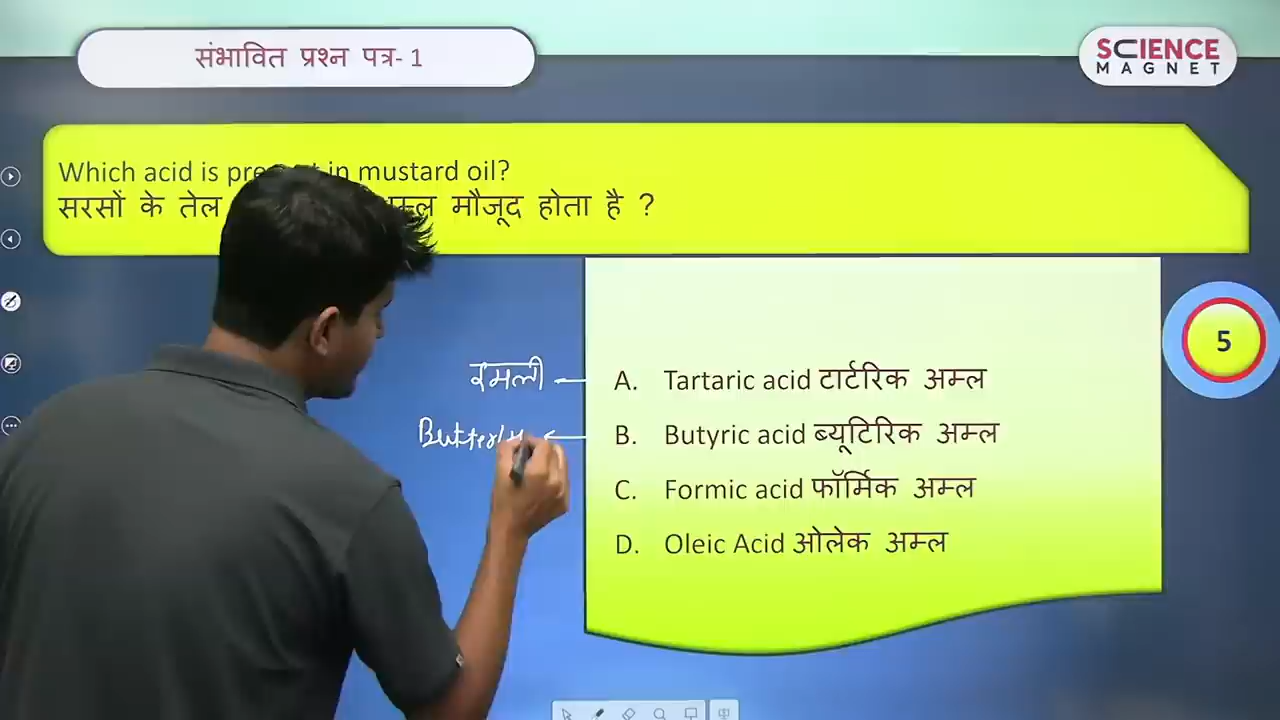 संभावित प्रश्न पत्र- 1
SCIENCE
MAGNET
Which acid is in mustard oil?
सरसों के तेल मौजूद होता है ?
5
इमली
A. Tartaric acid टार्टरिक अम्ल
B. Butyric acid ब्यूटिरिक अम्ल
C. Formic acid फॉर्मिक अम्ल
D. Oleic Acid ओलेक अम्ल